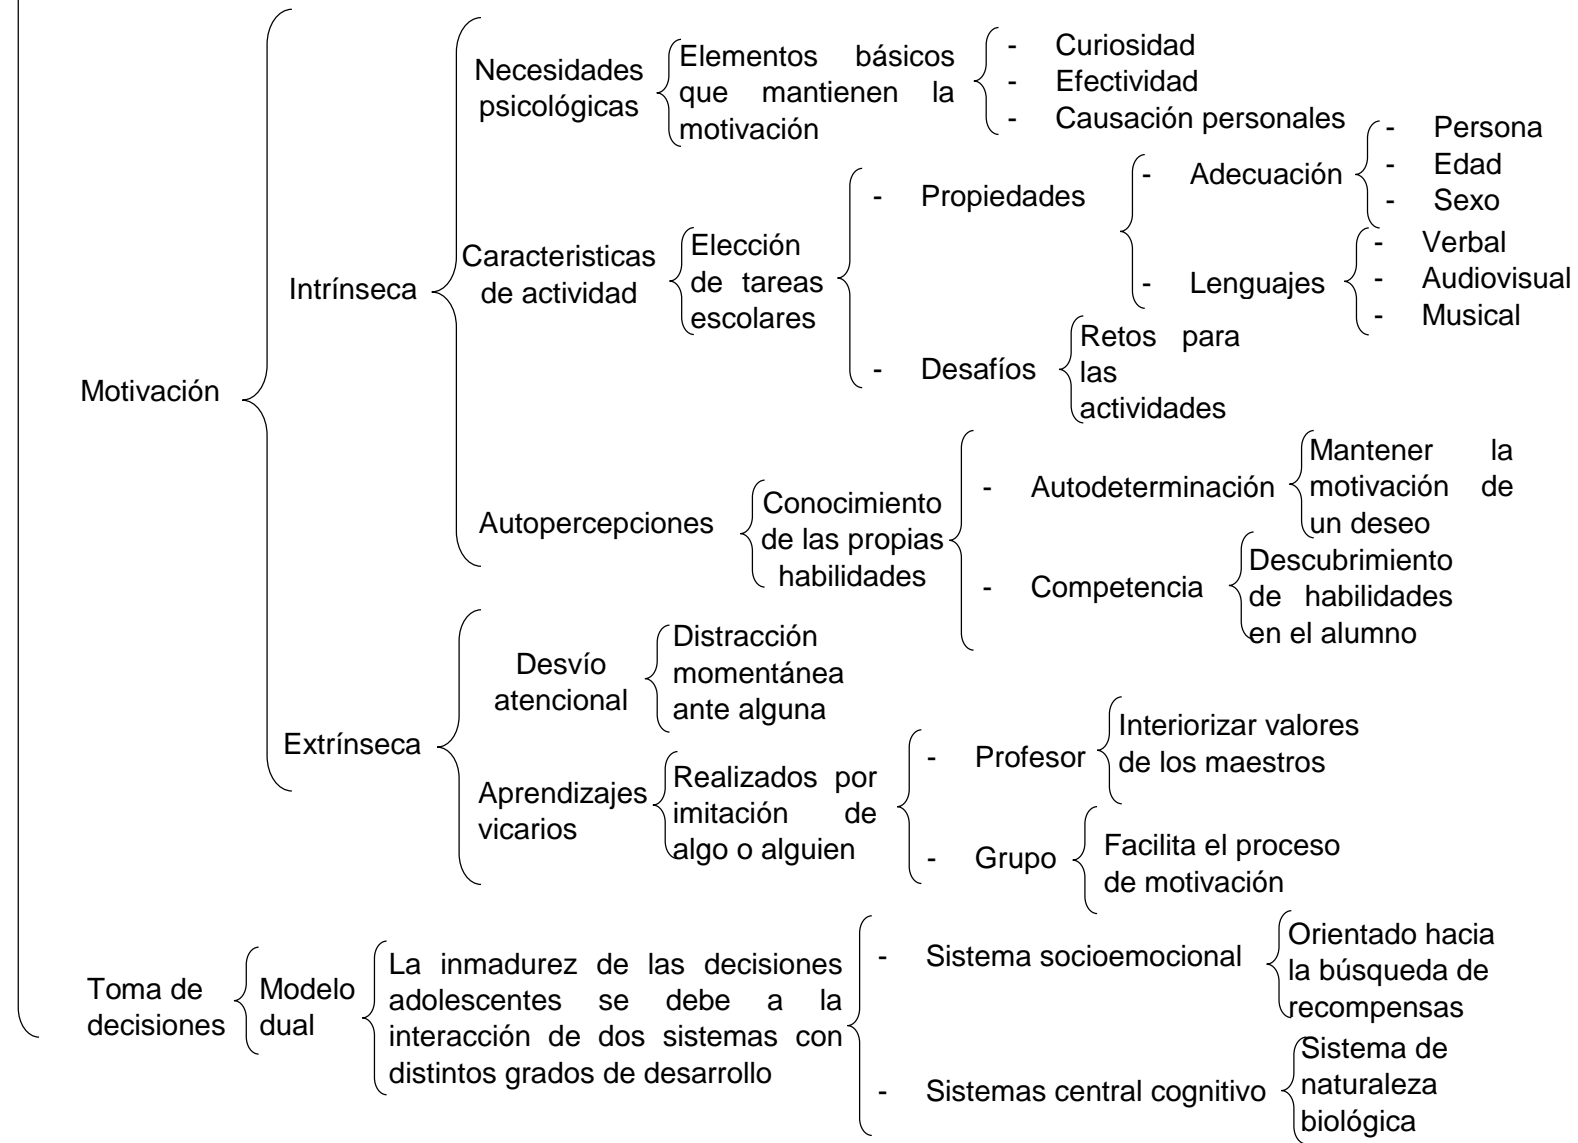 Motivación
Intrínseca
Necesidades
psicológicas
Elementos básicos
que mantienen la
motivación
- Curiosidad
- Efectividad
- Causación personales
Caracteristicas
de actividad
Elección
de tareas
escolares
- Propiedades
- Adecuación
- Persona
- Edad
- Sexo
- Lenguajes
- Verbal
- Audiovisual
- Musical
- Desafíos
Retos para
las
actividades
Autopercepciones
Conocimiento
de las propias
habilidades
- Autodeterminación
Mantener la
motivación de
un deseo
- Competencia
Descubrimiento
de habilidades
en el alumno
Extrínseca
Desvío
atencional
Distracción
momentánea
ante alguna
Aprendizajes
vicarios
Realizados por
imitación de
algo o alguien
- Profesor
Interiorizar valores
de los maestros
- Grupo
Facilita el proceso
de motivación
Toma de
decisiones
Modelo
dual
La inmadurez de las decisiones
adolescentes se debe a la
interacción de dos sistemas con
distintos grados de desarrollo
- Sistema socioemocional
Orientado hacia
la búsqueda de
recompensas
- Sistemas central cognitivo
Sistema de
naturaleza
biológica